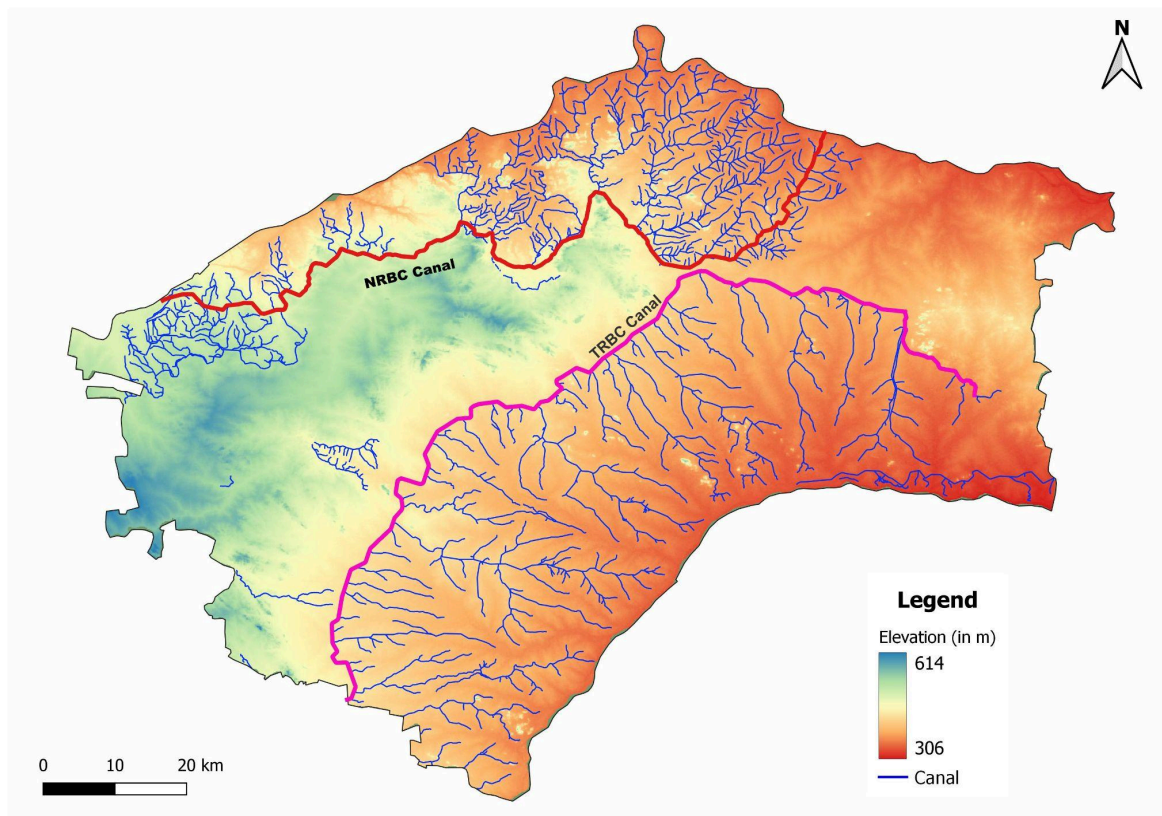 N
NRBC Canal
TRBC Canal
Legend
Elevation (in m)
614
306
Canal
0 10 20 km